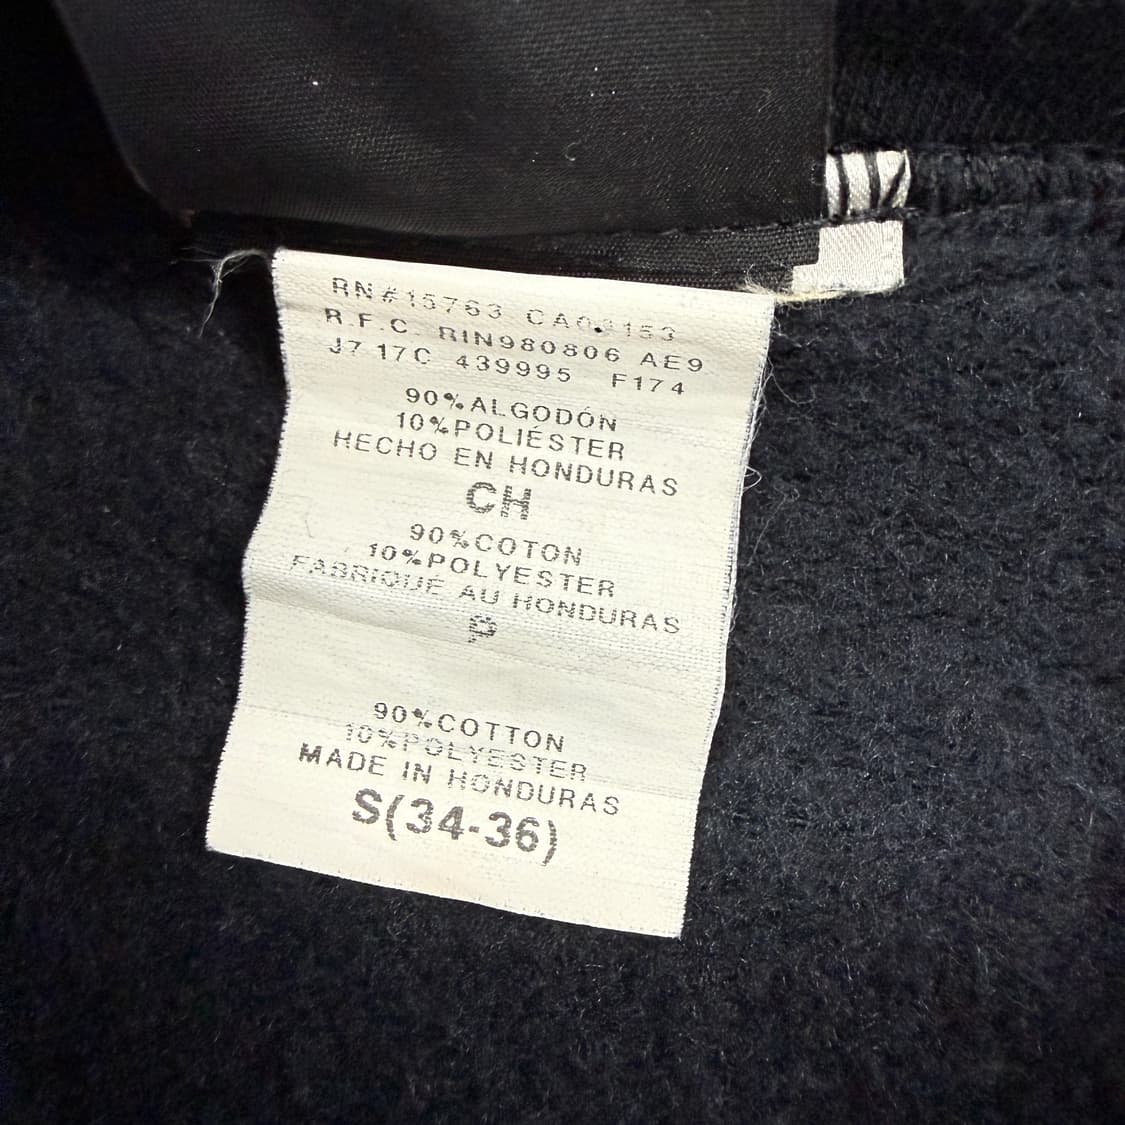 RN#15763 CA03153
R.F.C. RIN980806 AE9
J7 17C 439995 F174
90%ALGODÓN
10%POLIÉSTER
HECHO EN HONDURAS
CH
90%COTON
10%POLYESTER
FABRIQUÉ AU HONDURAS
P
90%COTTON
10%POLYESTER
MADE IN HONDURAS
S(34-36)